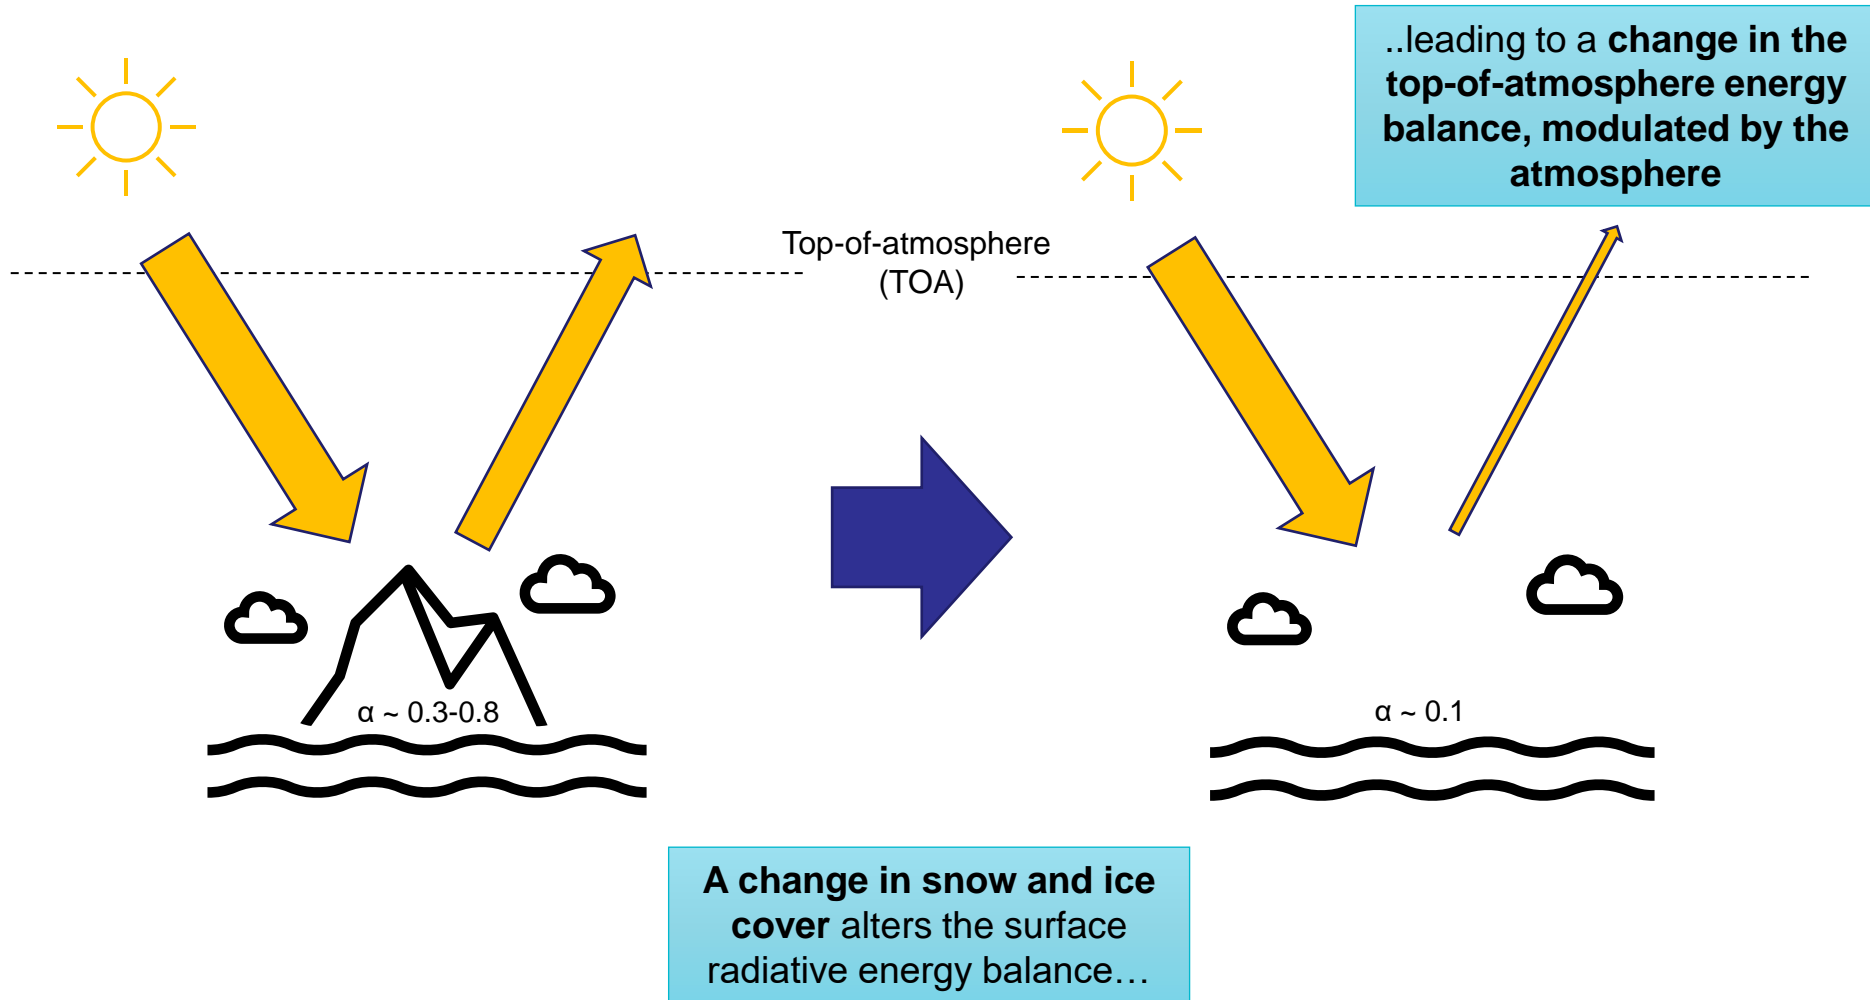 ..leading to a change in the
top-of-atmosphere energy
balance, modulated by the
atmosphere
Top-of-atmosphere
(TOA)
α ~ 0.3-0.8
α ~ 0.1
A change in snow and ice
cover alters the surface
radiative energy balance…